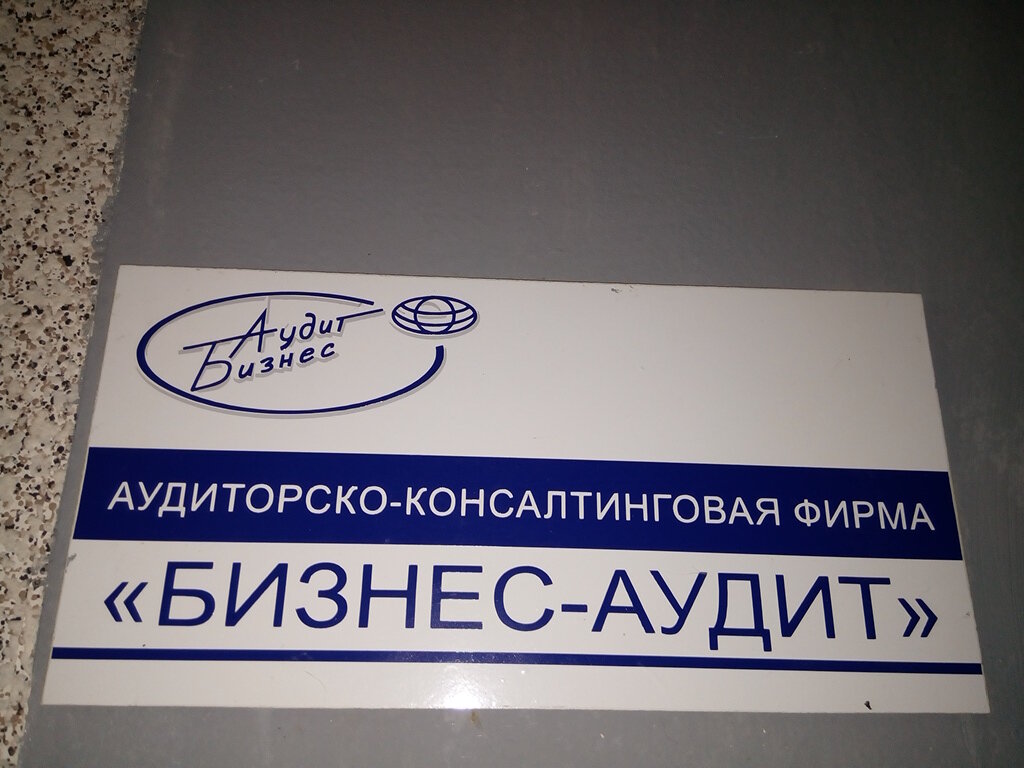 Аудит
Бизнес
АУДИТОРСКО-КОНСАЛТИНГОВАЯ ФИРМА
«БИЗНЕС-АУДИТ»